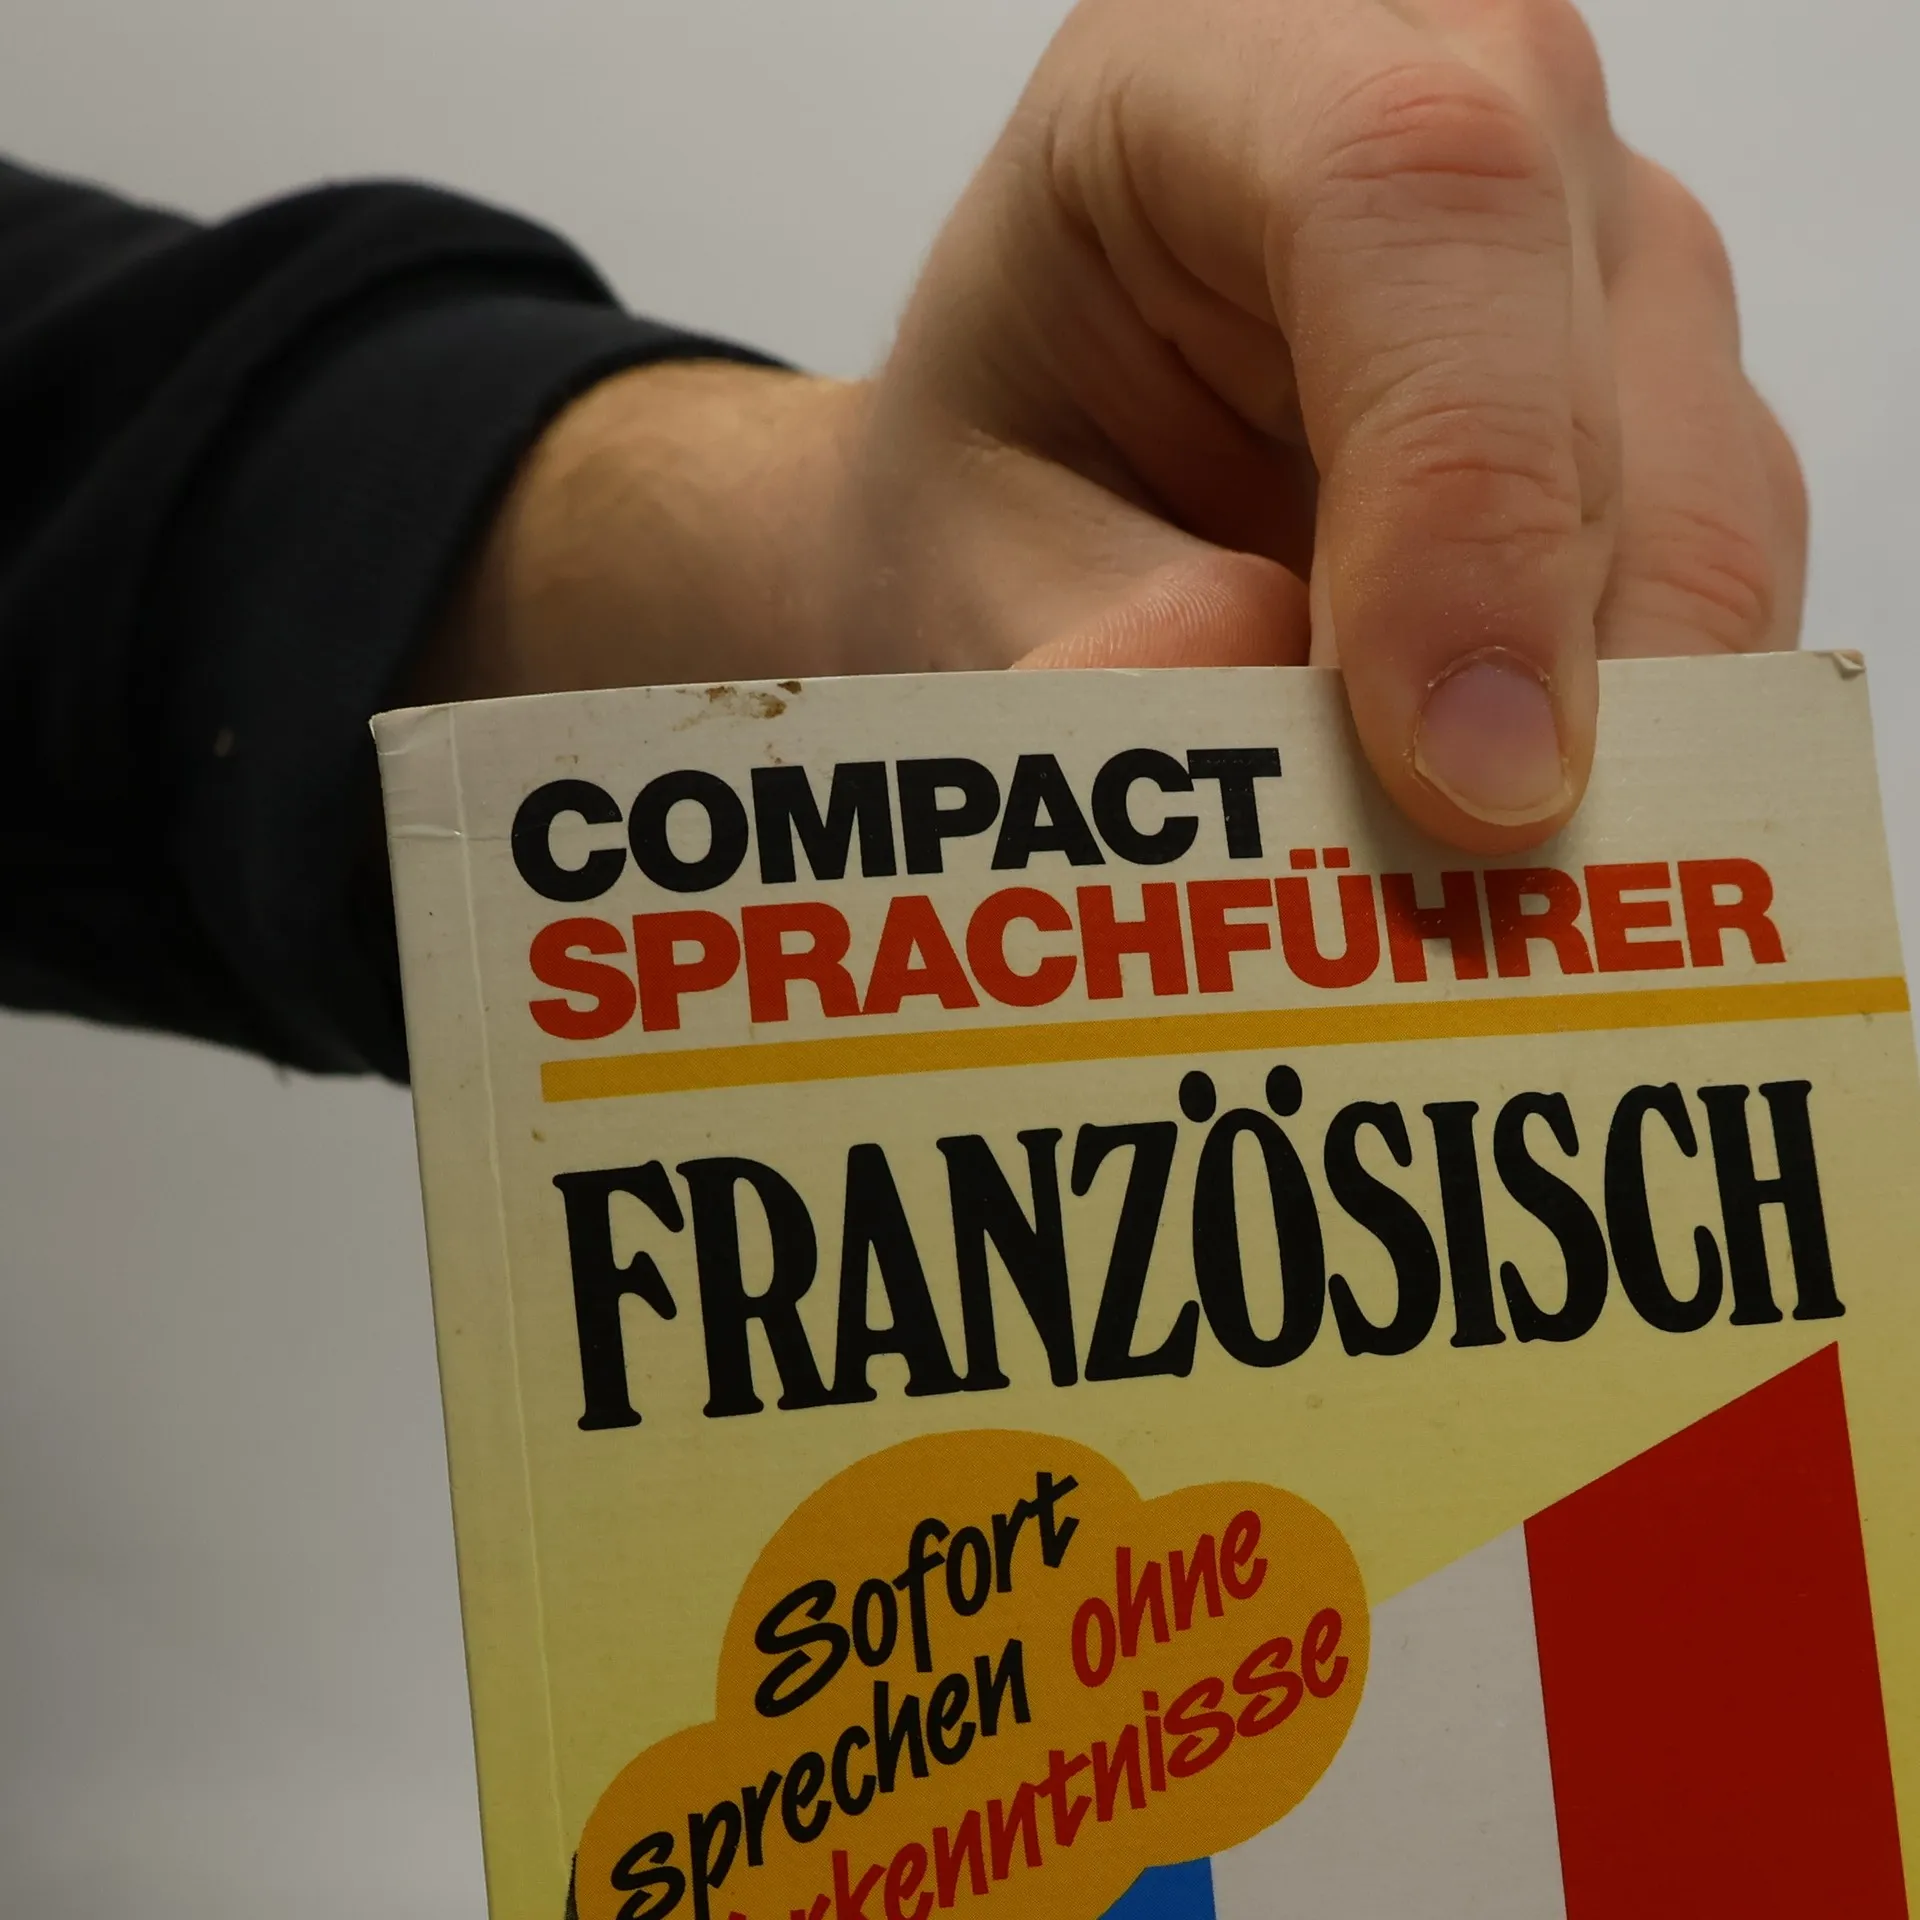 COMPACT
SPRACHFÜHRER
FRANZÖSISCH
Sofort
sprechen ohne